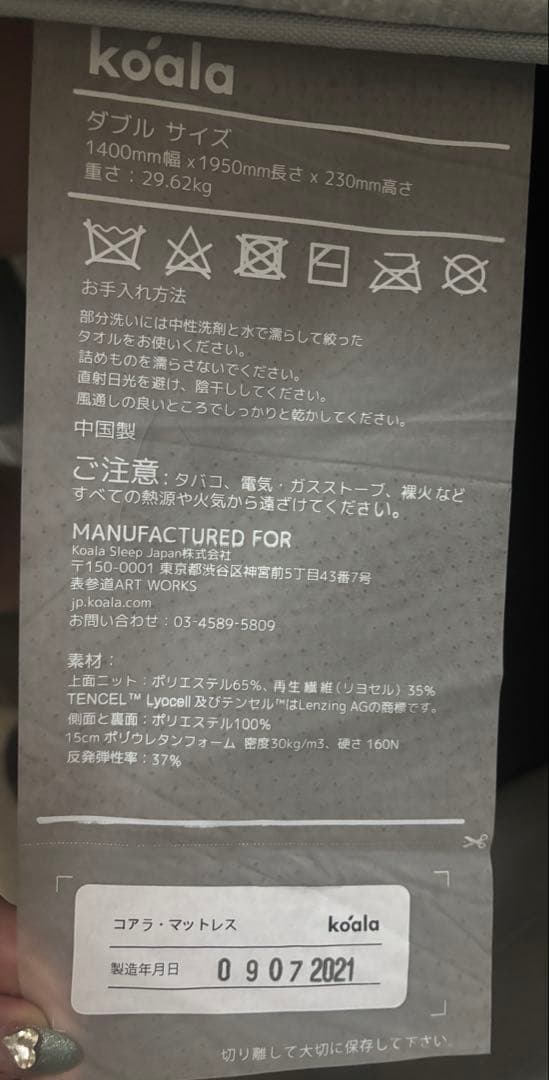 koala
ダブル サイズ
1400mm幅 x 1950mm長さ x 230mm高さ
重さ：29.62kg
お手入れ方法
部分洗いには中性洗剤と水で濡らして絞った
タオルをお使いください。
詰めものを濡らさないでください。
直射日光を避け、陰干ししてください。
風通しの良いところでしっかりと乾かしてください。
中国製
ご注意：タバコ、電気・ガスストーブ、裸火など
すべての熱源や火気から遠ざけてください。
MANUFACTURED FOR
Koala Sleep Japan株式会社
〒150-0001 東京都渋谷区神宮前5丁目43番7号
表参道ART WORKS
jp.koala.com
お問い合わせ：03-4589-5809
素材：
上面ニット：ポリエステル65%、再生繊維（リヨセル）35%
TENCEL™ Lyocell 及びテンセル™はLenzing AGの商標です。
側面と裏面：ポリエステル100%
15cm ポリウレタンフォーム 密度30kg/m3、硬さ 160N
反発弾性率：37%
コアラ・マットレス koala
製造年月日 09 07 2021
切り離して大切に保存して下さい